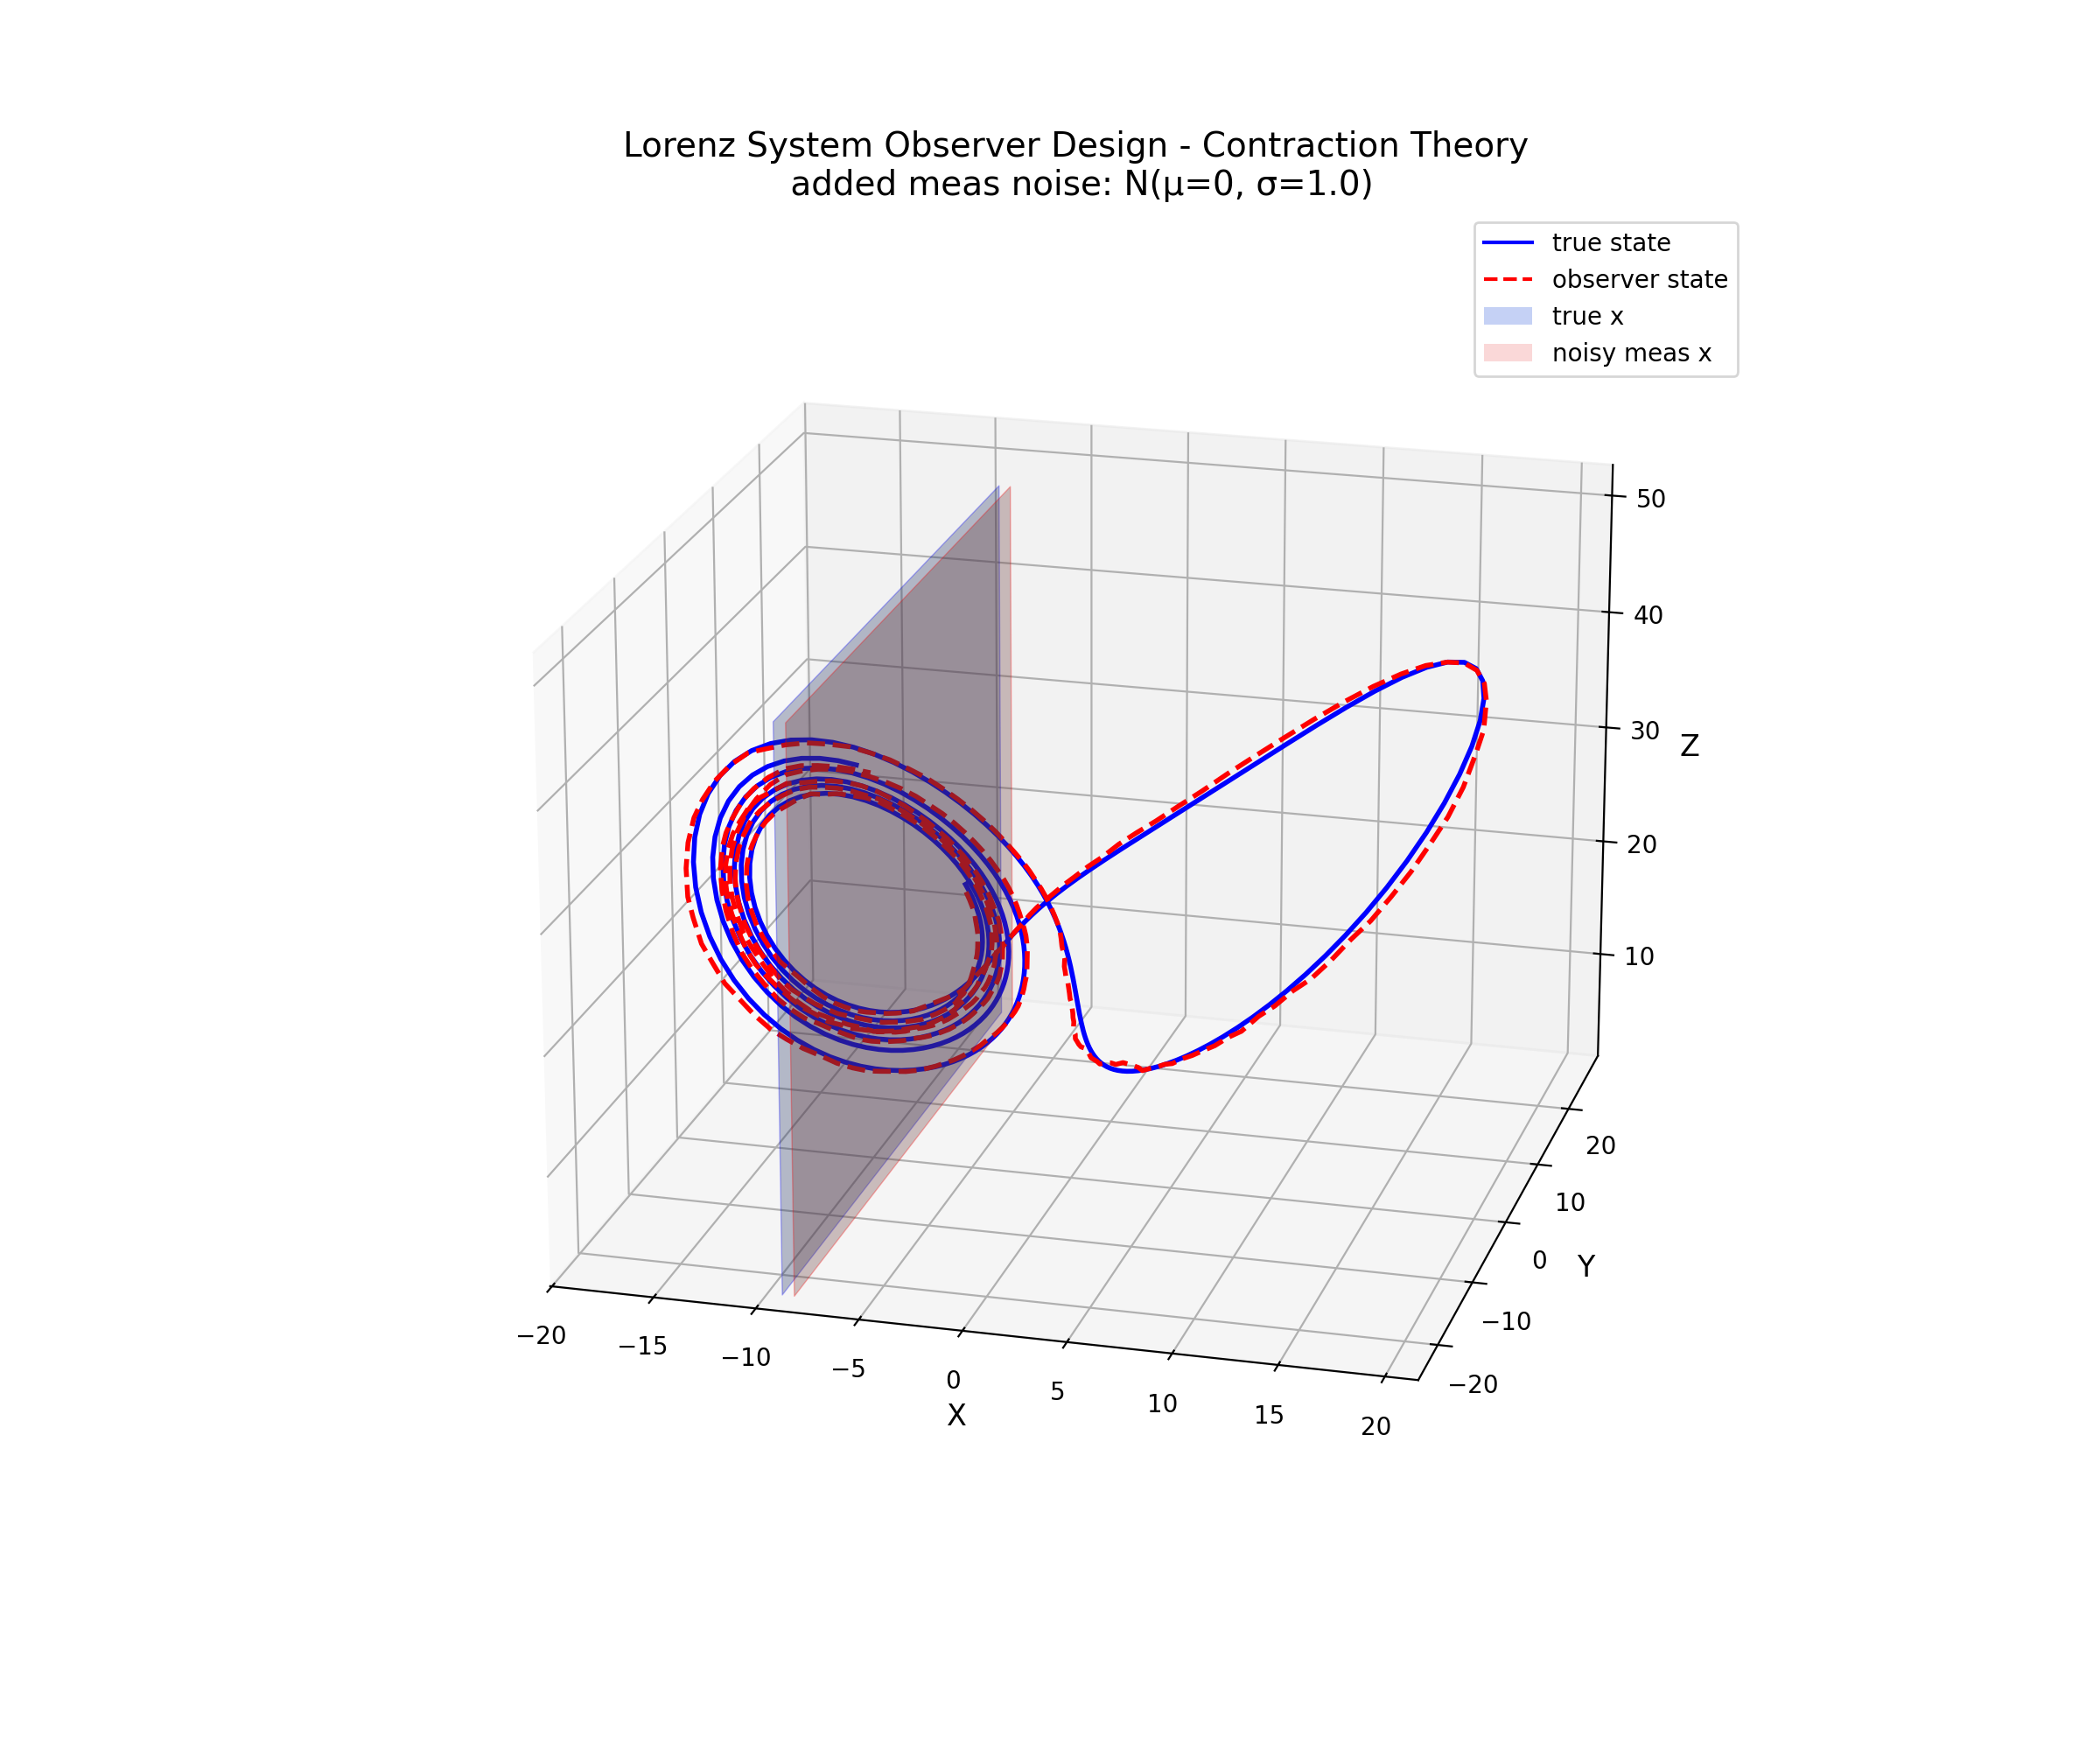 Lorenz System Observer Design - Contraction Theory
added meas noise: N(μ=0, σ=1.0)
true state
observer state
true x
noisy meas x
50
40
30
Z
20
10
20
10
0
Y
−10
−20
−20
−15
−10
−5
0
5
10
15
20
X